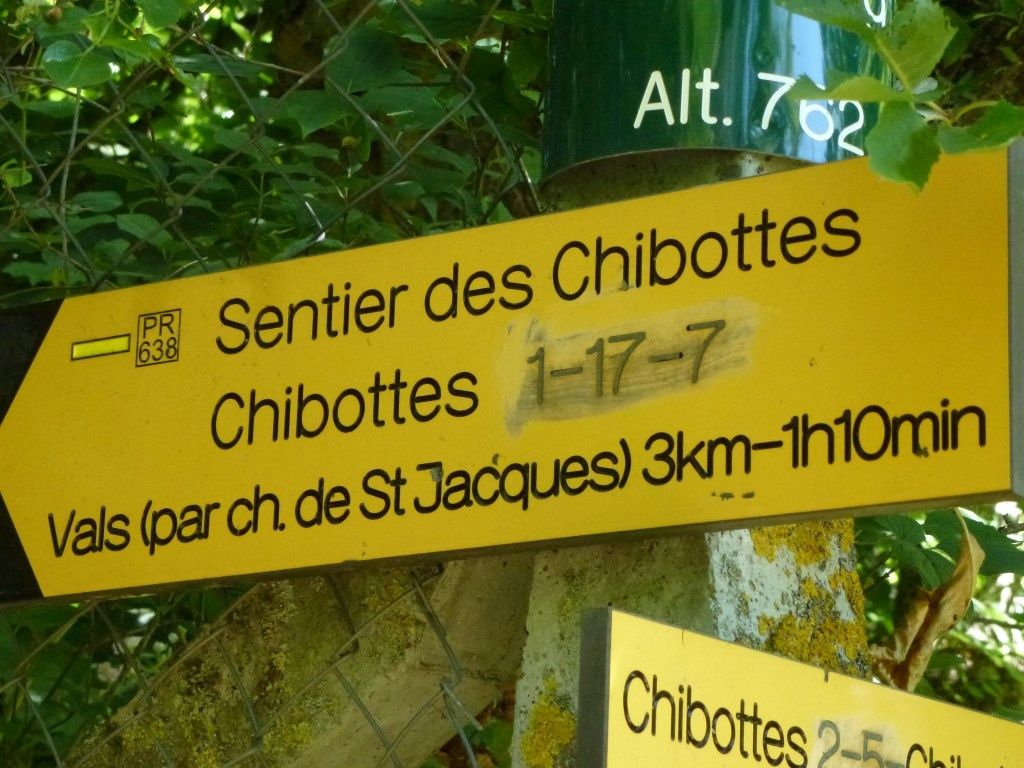 Alt. 762
PR
638
Sentier des Chibottes
Chibottes 1-17-7
Vals (par ch. de St Jacques) 3km-1h10min
Chibottes 2-5-